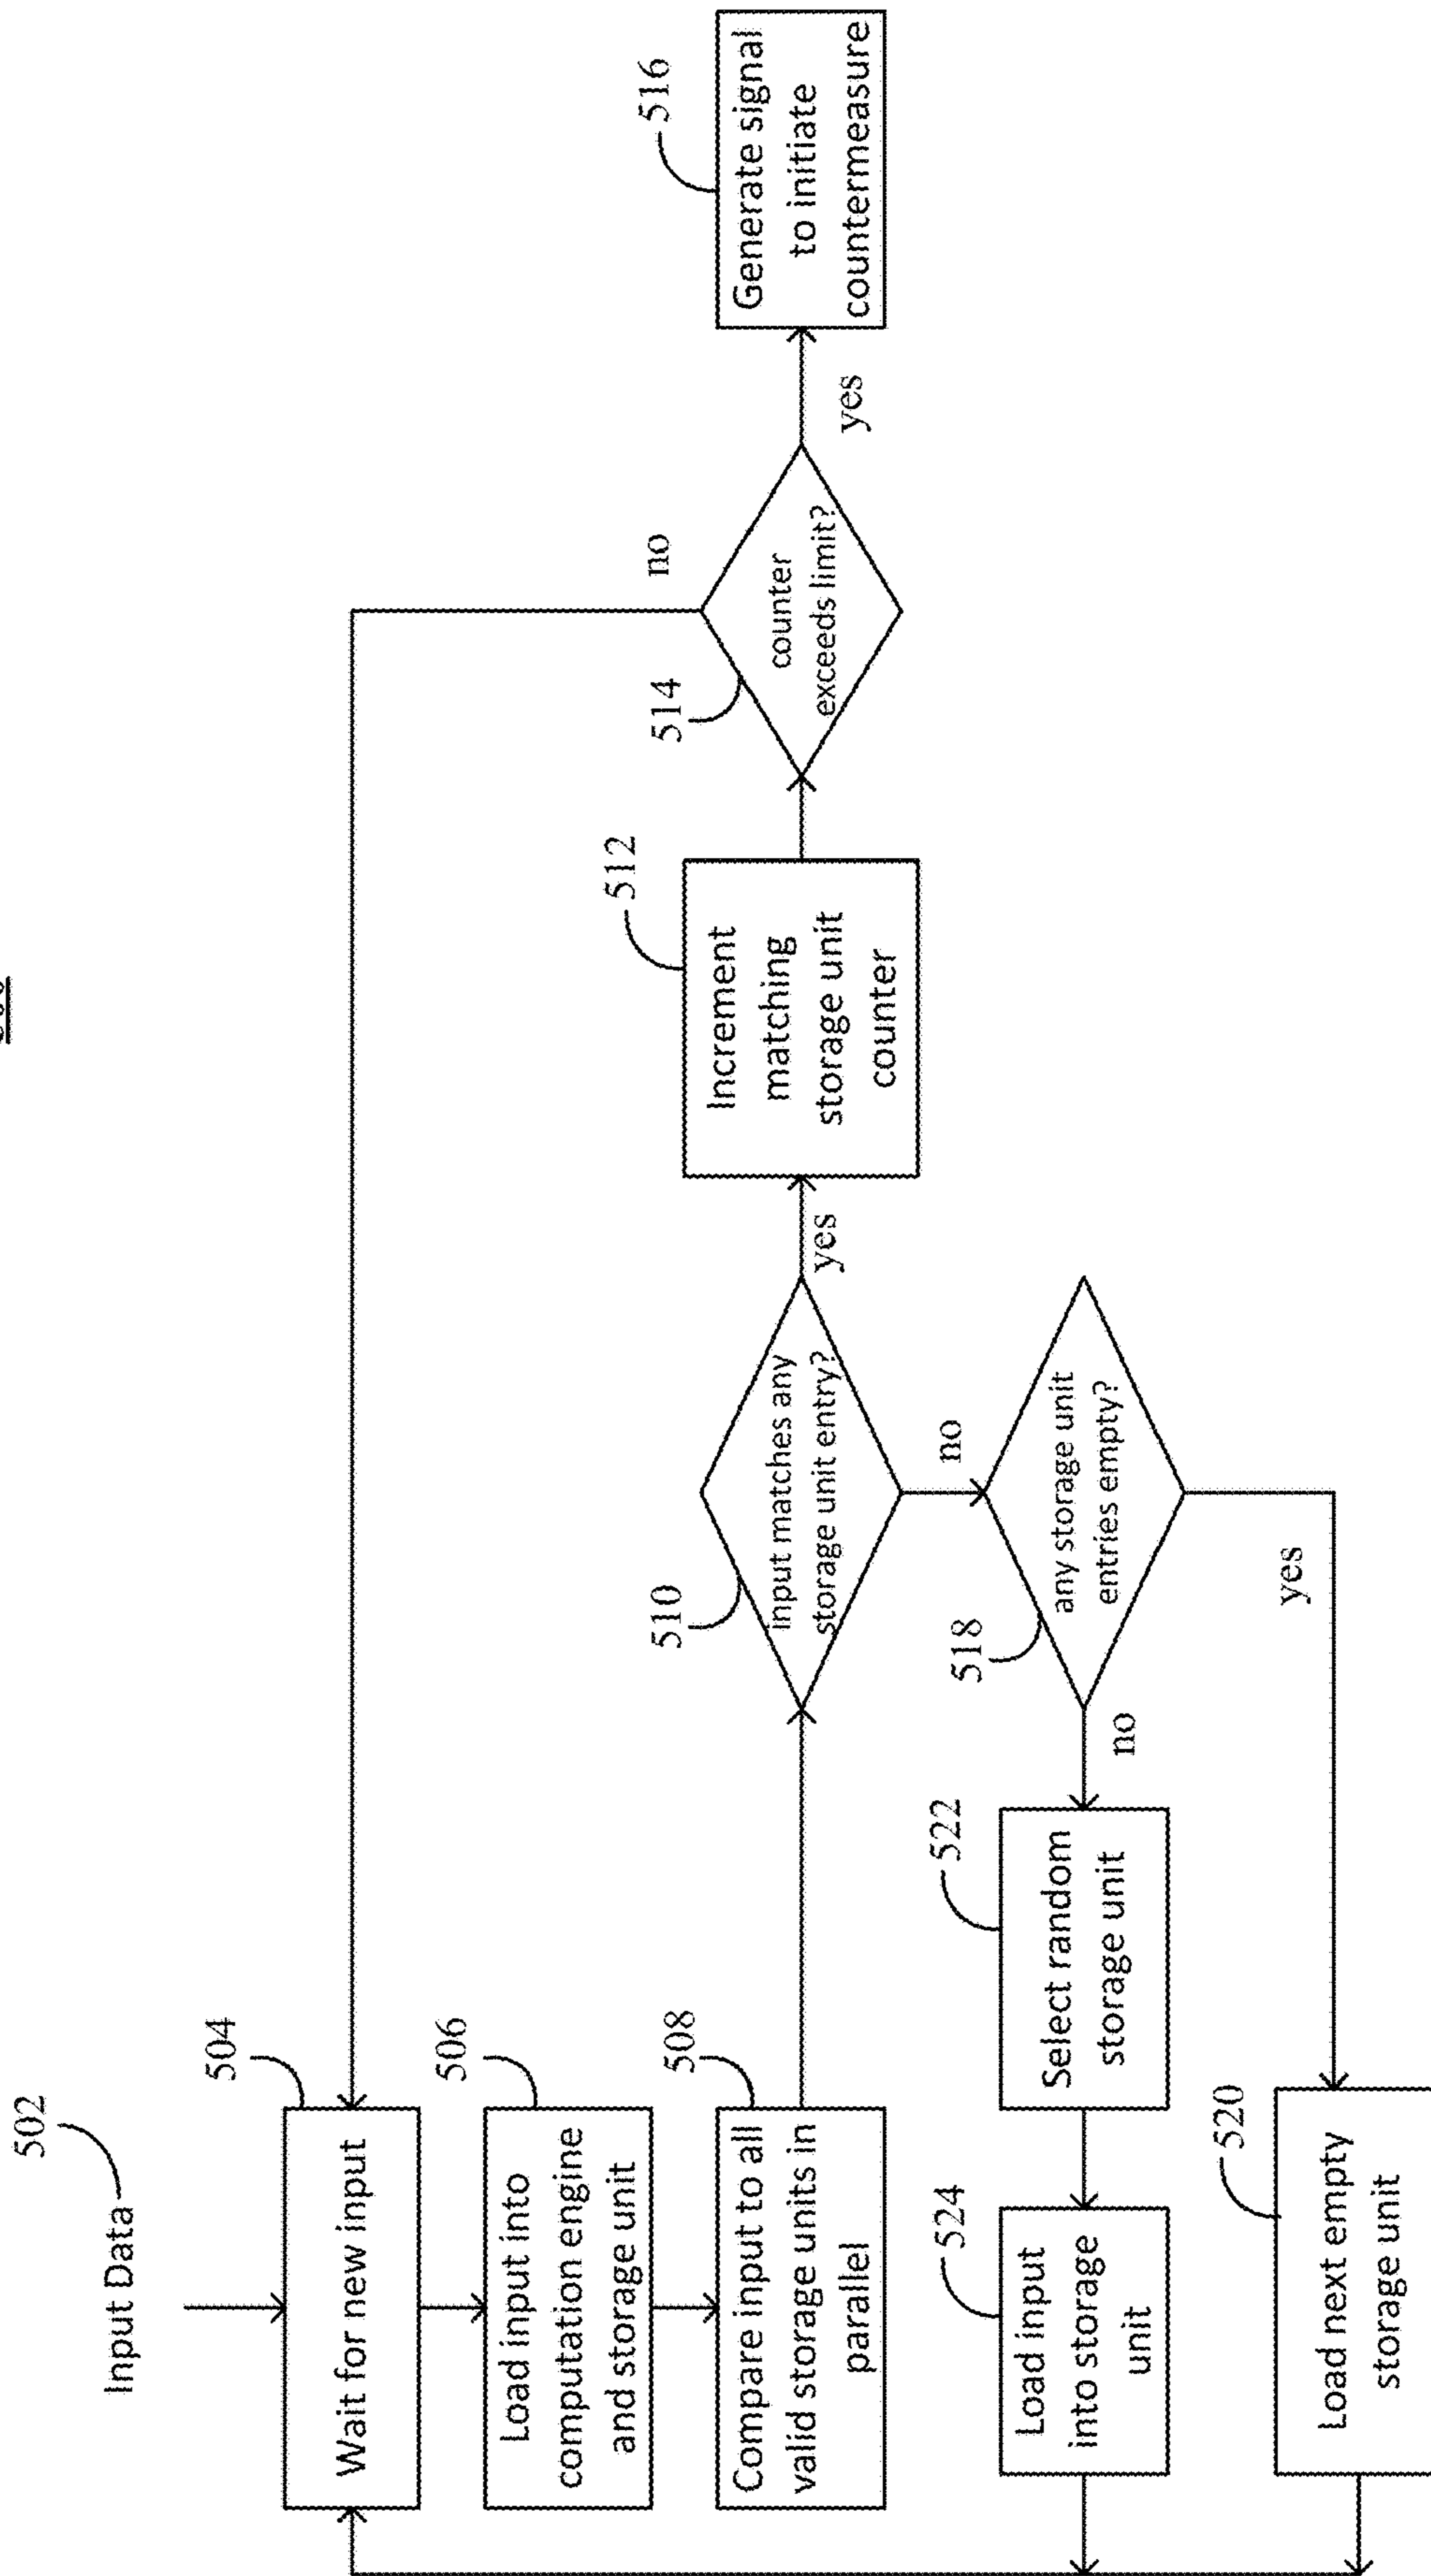 502
Input Data
504
Wait for new input
506
Load input into
computation engine
and storage unit
508
Compare input to all
valid storage units in
parallel
510
input matches any
storage unit entry?
yes
no
512
Increment
matching
storage unit
counter
514
counter
exceeds limit?
no
yes
516
Generate signal
to initiate
countermeasure
518
any storage unit
entries empty?
no
yes
522
Select random
storage unit
524
Load input
into storage
unit
520
Load next empty
storage unit